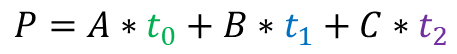 P = A * t₀ + B * t₁ + C * t₂